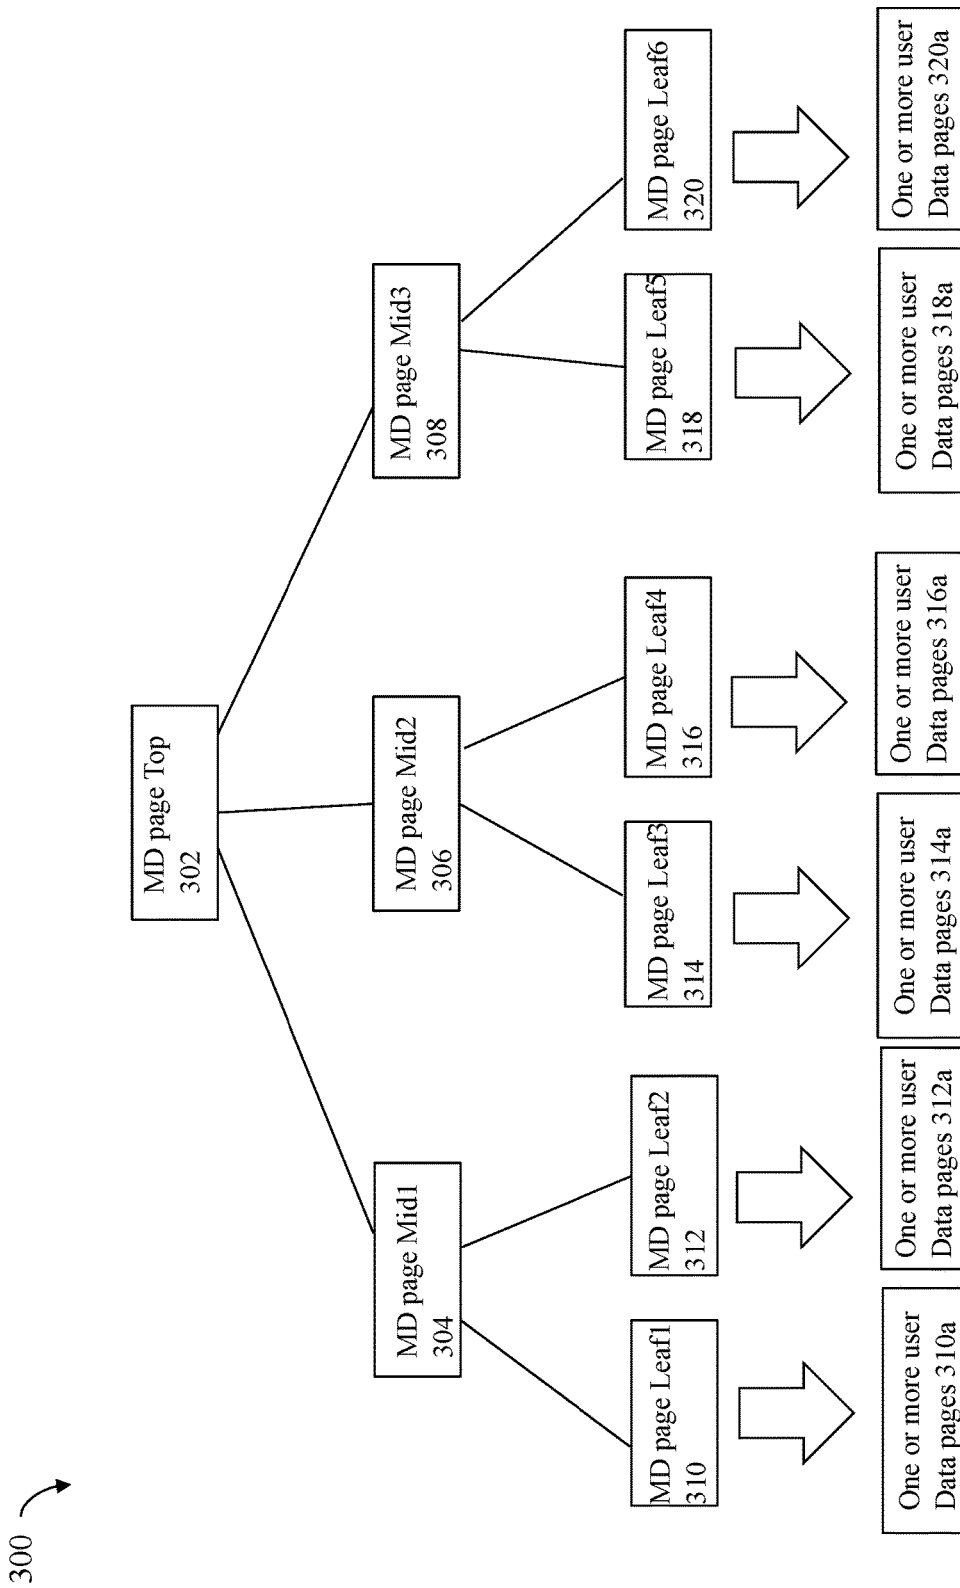 300
MD page Top
302
MD page Mid1
304
MD page Mid2
306
MD page Mid3
308
MD page Leaf1
310
MD page Leaf2
312
MD page Leaf3
314
MD page Leaf4
316
MD page Leaf5
318
MD page Leaf6
320
One or more user
Data pages 310a
One or more user
Data pages 312a
One or more user
Data pages 314a
One or more user
Data pages 316a
One or more user
Data pages 318a
One or more user
Data pages 320a